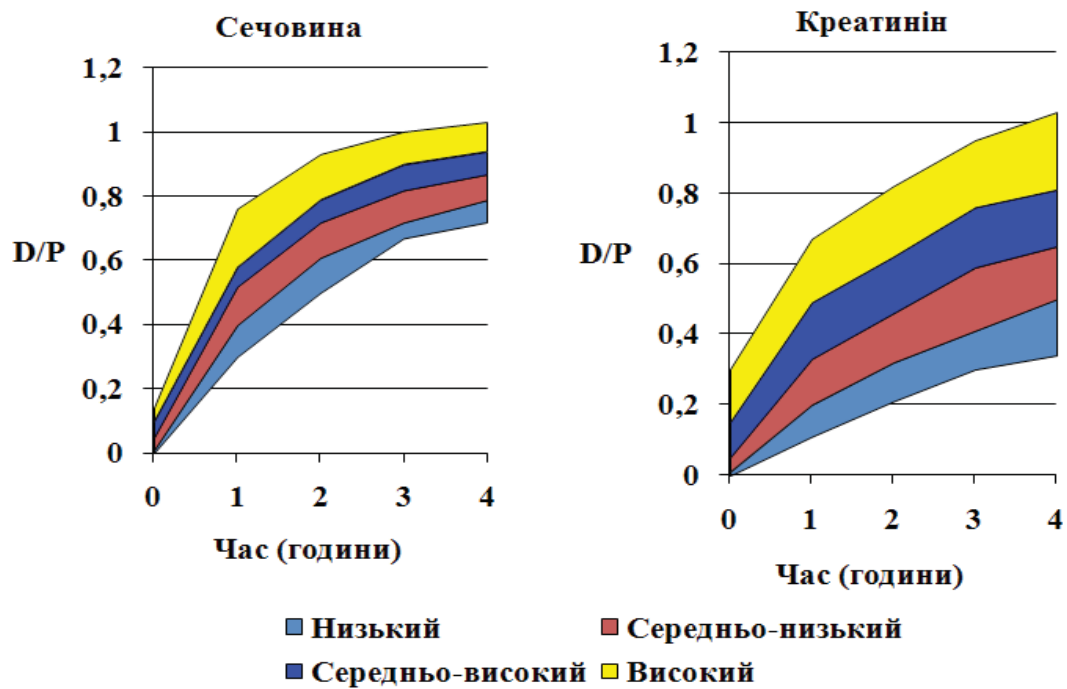 Сечовина
1,2
1
0,8
D/P
0,6
0,4
0,2
0
0 1 2 3 4
Час (години)
Креатинін
1,2
1
0,8
D/P
0,6
0,4
0,2
0
0 1 2 3 4
Час (години)
Низький Середньо-низький
Середньо-високий Високий